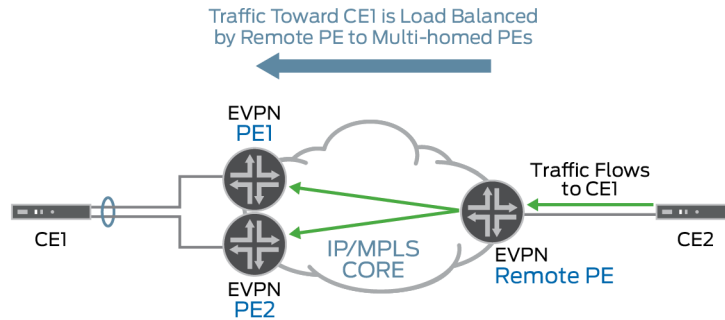 Traffic Toward CE1 is Load Balanced
by Remote PE to Multi-homed PEs
EVPN
PE1
Traffic Flows
to CE1
CE1
IP/MPLS
CORE
CE2
EVPN
Remote PE
EVPN
PE2